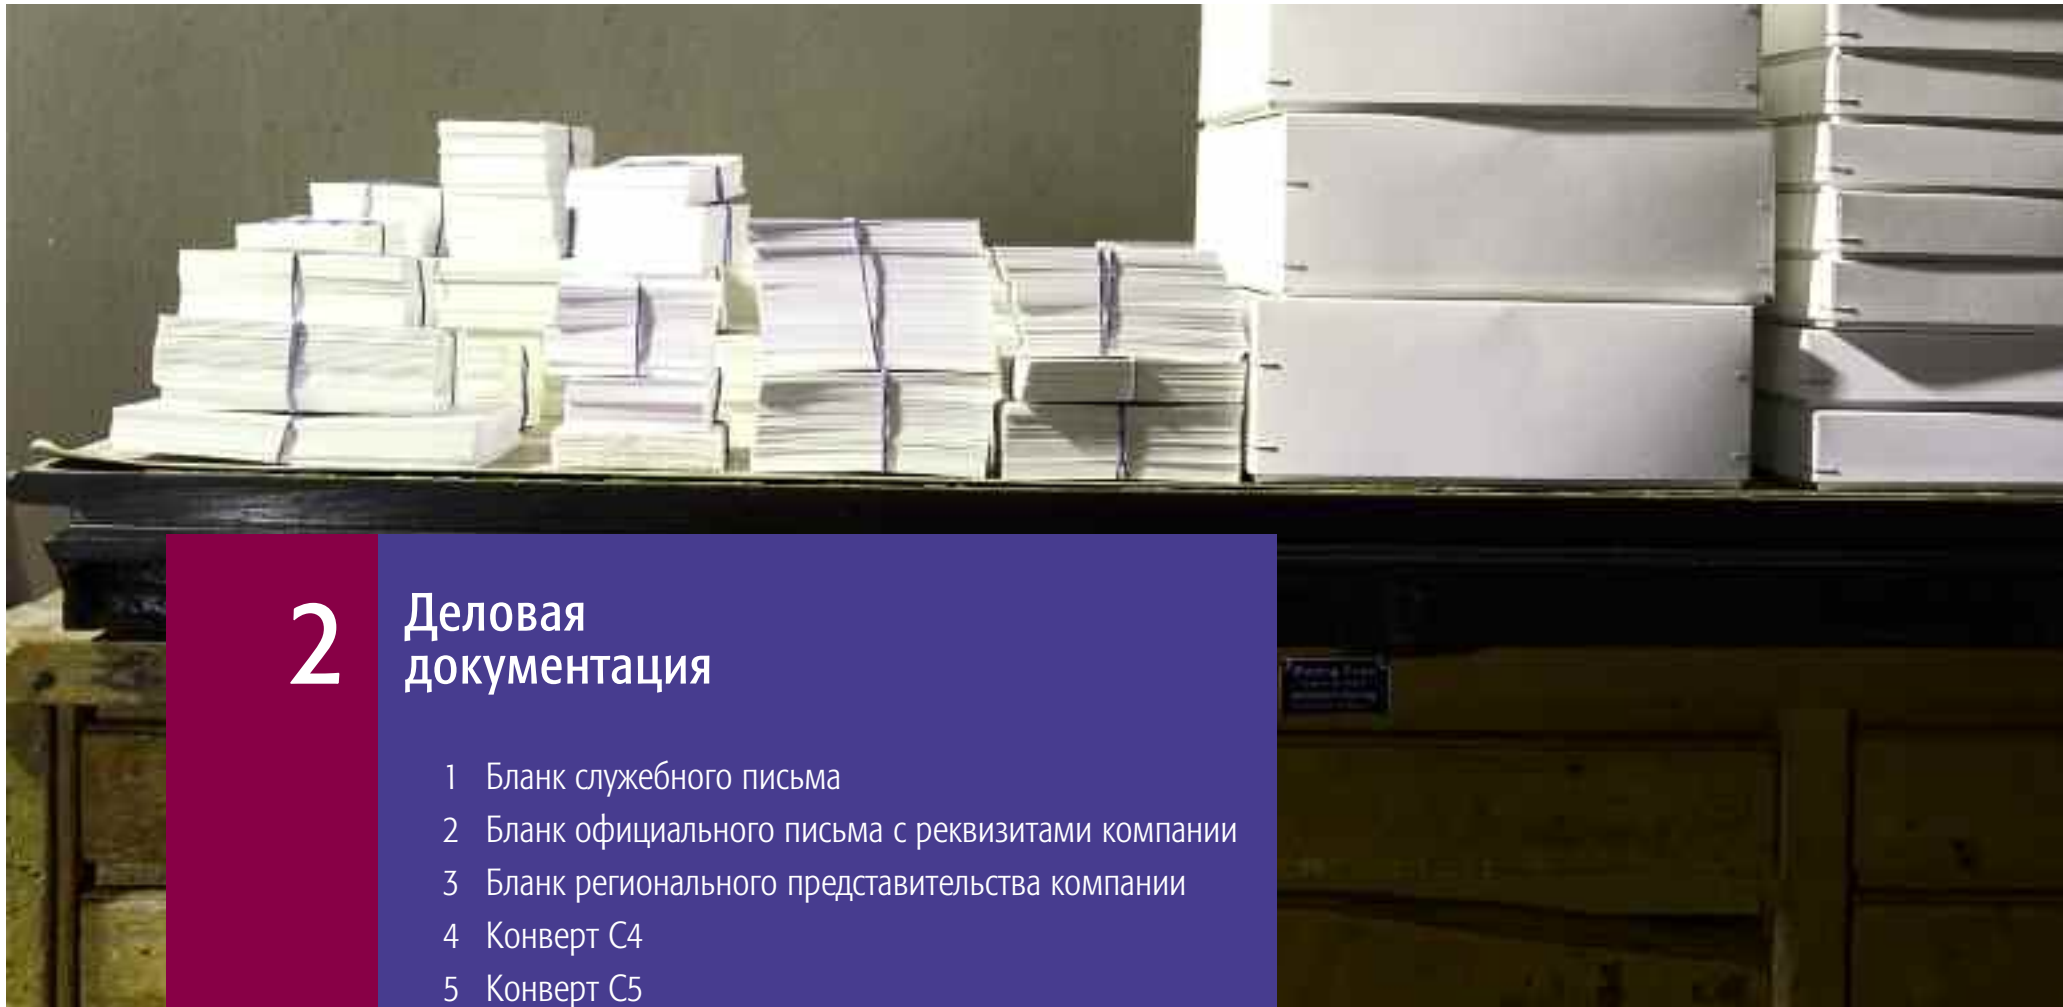 2
Деловая
документация
1 Бланк служебного письма
2 Бланк официального письма с реквизитами компании
3 Бланк регионального представительства компании
4 Конверт С4
5 Конверт С5